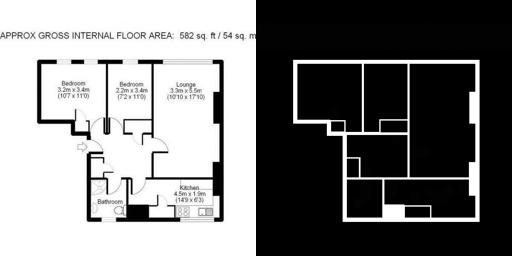 APPROX GROSS INTERNAL FLOOR AREA: 582 sq. ft / 54 sq. m
Bedroom
3.2m x 3.4m
(10'7 x 11'0)
Bedroom
2.2m x 3.4m
(7'2 x 11'0)
Lounge
3.3m x 5.5m
(10'10 x 17'10)
Kitchen
4.5m x 1.9m
(14'9 x 6'3)
Bathroom